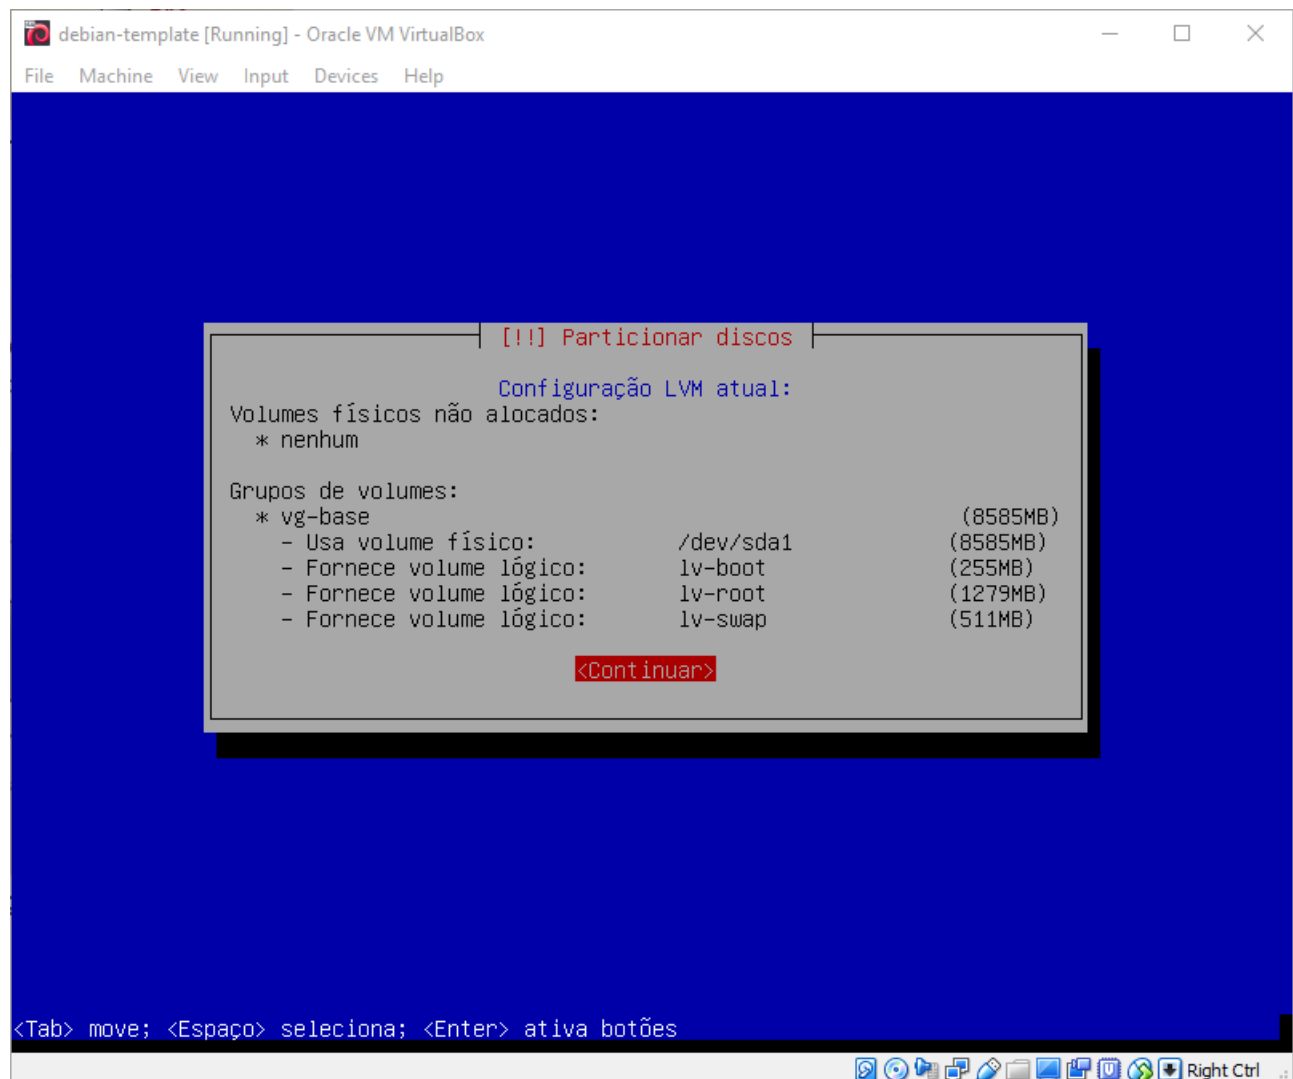 debian-template [Running] - Oracle VM VirtualBox
File Machine View Input Devices Help
[!!] Particionar discos
Configuração LVM atual:
Volumes físicos não alocados:
* nenhum
Grupos de volumes:
* vg-base (8585MB)
- Usa volume físico: /dev/sda1 (8585MB)
- Fornece volume lógico: lv-boot (255MB)
- Fornece volume lógico: lv-root (1279MB)
- Fornece volume lógico: lv-swap (511MB)
<Continuar>
<Tab> move; <Espaço> seleciona; <Enter> ativa botões
Right Ctrl